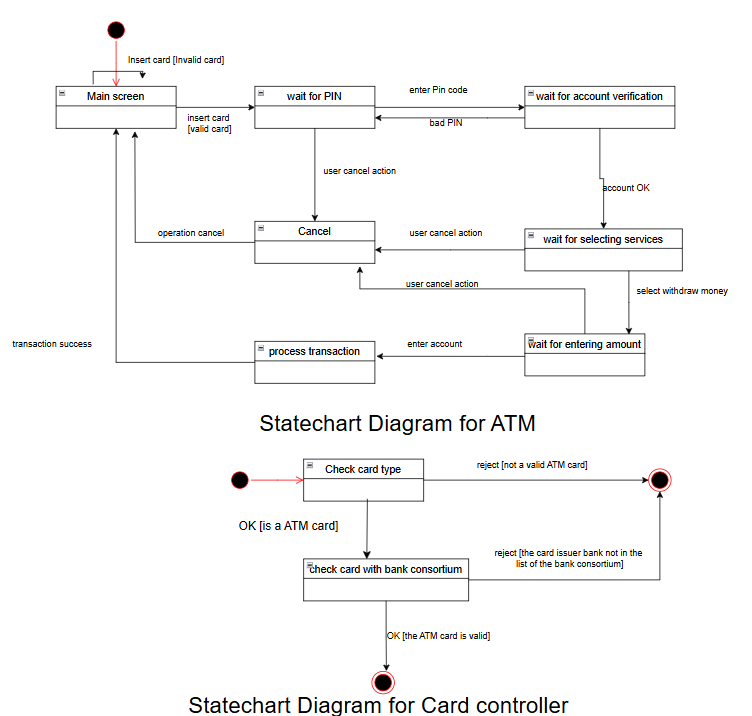 Insert card [Invalid card]
Main screen
wait for PIN
enter Pin code
wait for account verification
insert card
[valid card]
bad PIN
user cancel action
account OK
Cancel
operation cancel
user cancel action
wait for selecting services
user cancel action
select withdraw money
transaction success
process transaction
enter account
wait for entering amount
Statechart Diagram for ATM
Check card type
reject [not a valid ATM card]
OK [is a ATM card]
reject [the card issuer bank not in the
list of the bank consortium]
check card with bank consortium
OK [the ATM card is valid]
Statechart Diagram for Card controller